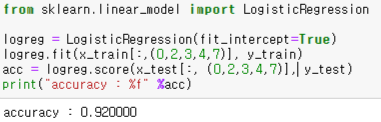 from sklearn.linear_model import LogisticRegression
logreg = LogisticRegression(fit_intercept=True)
logreg.fit(x_train[:,(0,2,3,4,7)], y_train)
acc = logreg.score(x_test[:, (0,2,3,4,7)], y_test)
print("accuracy : %f" %acc)
accuracy : 0.920000